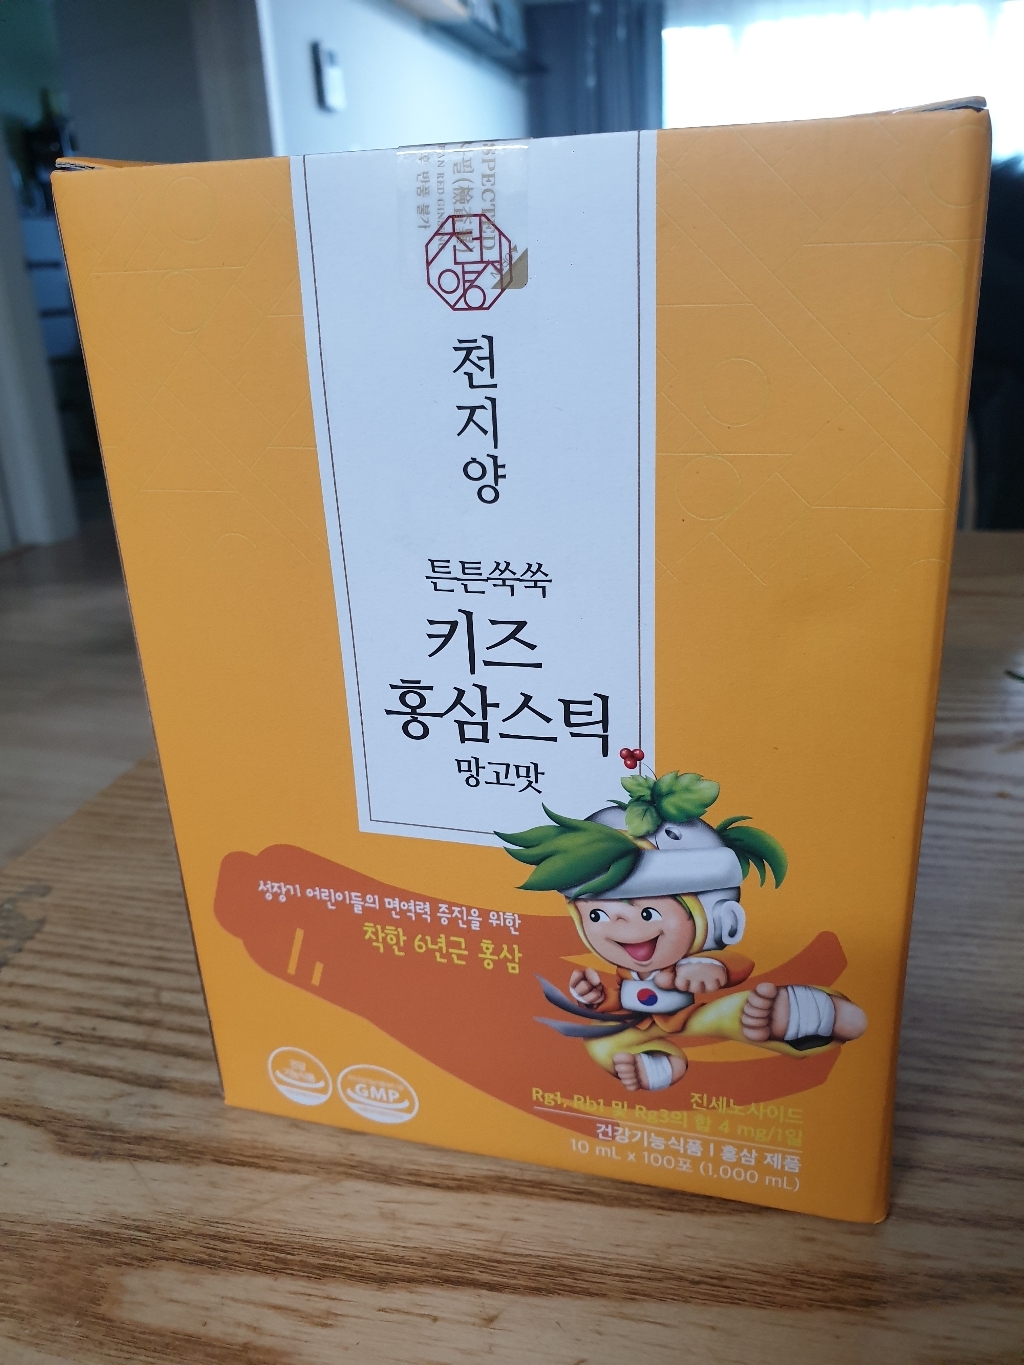 천지양
천
지
양
튼튼쑥쑥
키즈
홍삼스틱
망고맛
성장기 어린이들의 면역력 증진을 위한
착한 6년근 홍삼
GMP
진세노사이드
Rg1, Rb1 및 Rg3의 합 4 mg/1일
건강기능식품 I 홍삼 제품
10 mL x 100포 (1,000 mL)